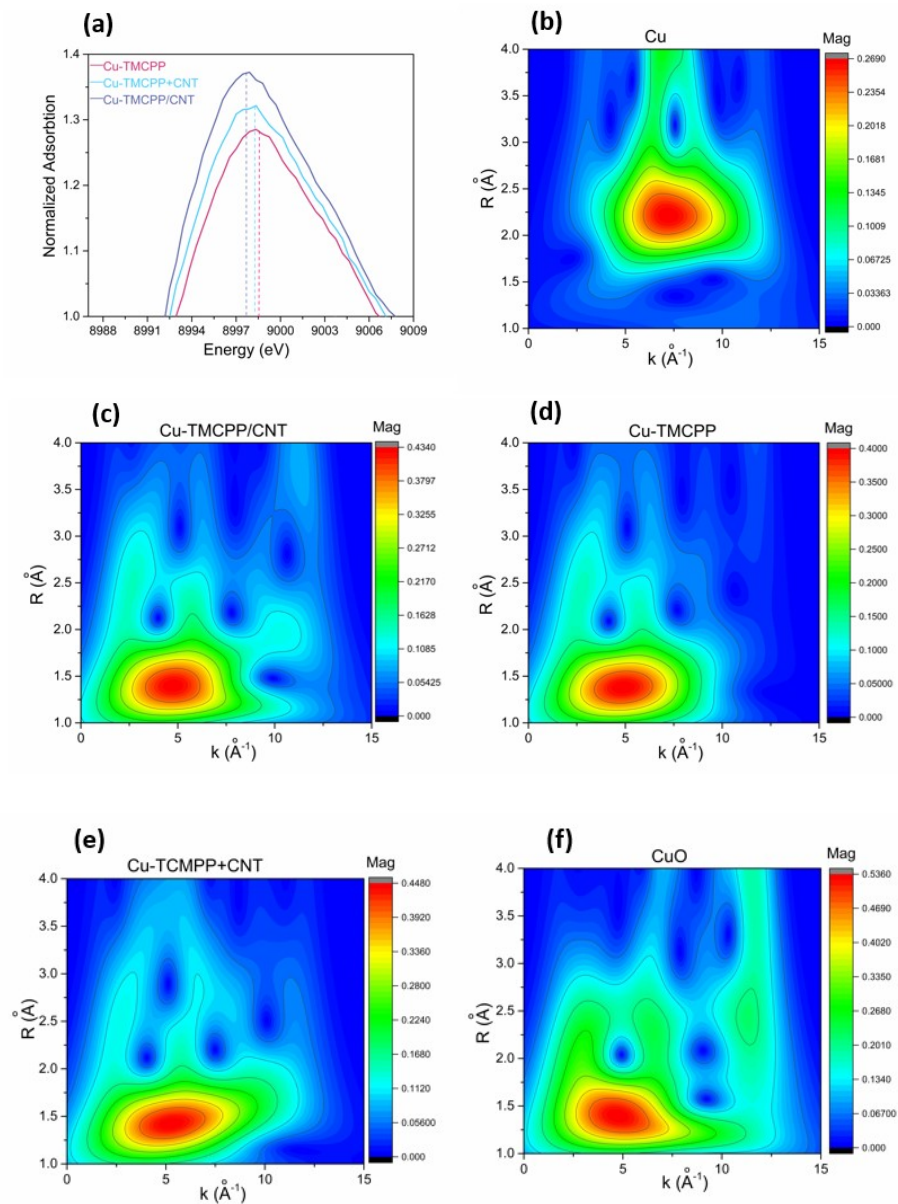 (a)
1.4
Cu-TMCPP
Cu-TMCPP+CNT
Cu-TMCPP/CNT
1.3
1.2
1.1
1.0
Normalized Adsorbtion
8988 8991 8994 8997 9000 9003 9006 9009
Energy (eV)
(b)
Cu
Mag
4.0
3.5
3.0
2.5
2.0
1.5
1.0
R (Å)
0 5 10 15
k (Å⁻¹)
0.2690
0.2354
0.2018
0.1681
0.1345
0.1009
0.06725
0.03363
0.000
(c)
Cu-TMCPP/CNT
Mag
4.0
3.5
3.0
2.5
2.0
1.5
1.0
R (Å)
0 5 10 15
k (Å⁻¹)
0.4340
0.3797
0.3255
0.2712
0.2170
0.1628
0.1085
0.05425
0.000
(d)
Cu-TMCPP
Mag
4.0
3.5
3.0
2.5
2.0
1.5
1.0
R (Å)
0 5 10 15
k (Å⁻¹)
0.4000
0.3500
0.3000
0.2500
0.2000
0.1500
0.1000
0.05000
0.000
(e)
Cu-TCMPP+CNT
Mag
4.0
3.5
3.0
2.5
2.0
1.5
1.0
R (Å)
0 5 10 15
k (Å⁻¹)
0.4480
0.3920
0.3360
0.2800
0.2240
0.1680
0.1120
0.05600
0.000
(f)
CuO
Mag
4.0
3.5
3.0
2.5
2.0
1.5
1.0
R (Å)
0 5 10 15
k (Å⁻¹)
0.5360
0.4690
0.4020
0.3350
0.2680
0.2010
0.1340
0.06700
0.000